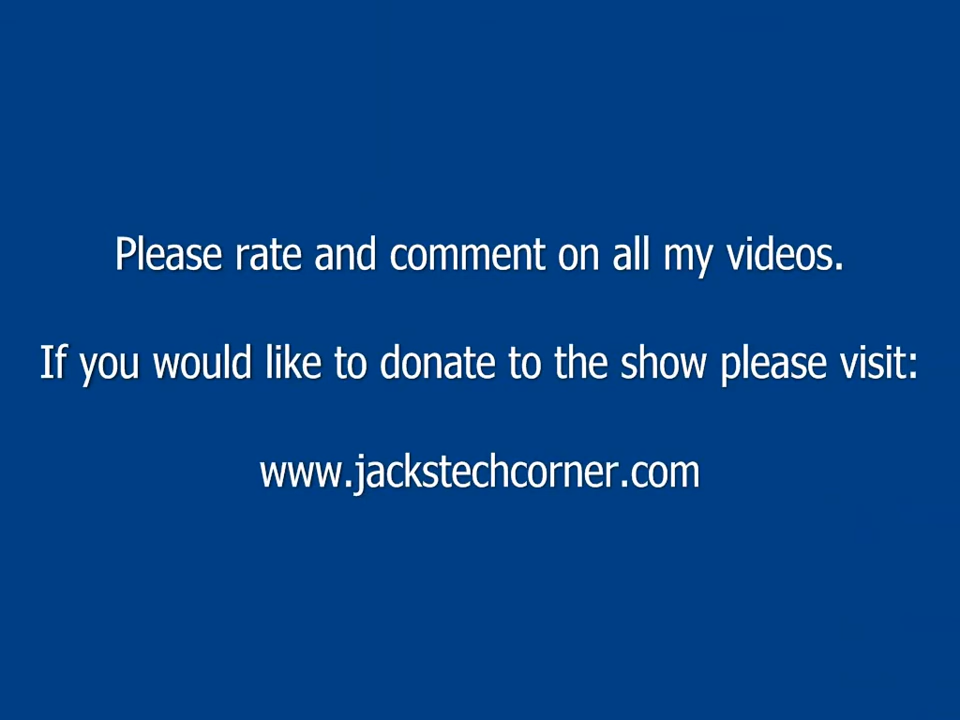 Please rate and comment on all my videos.
If you would like to donate to the show please visit:
www.jackstechcorner.com